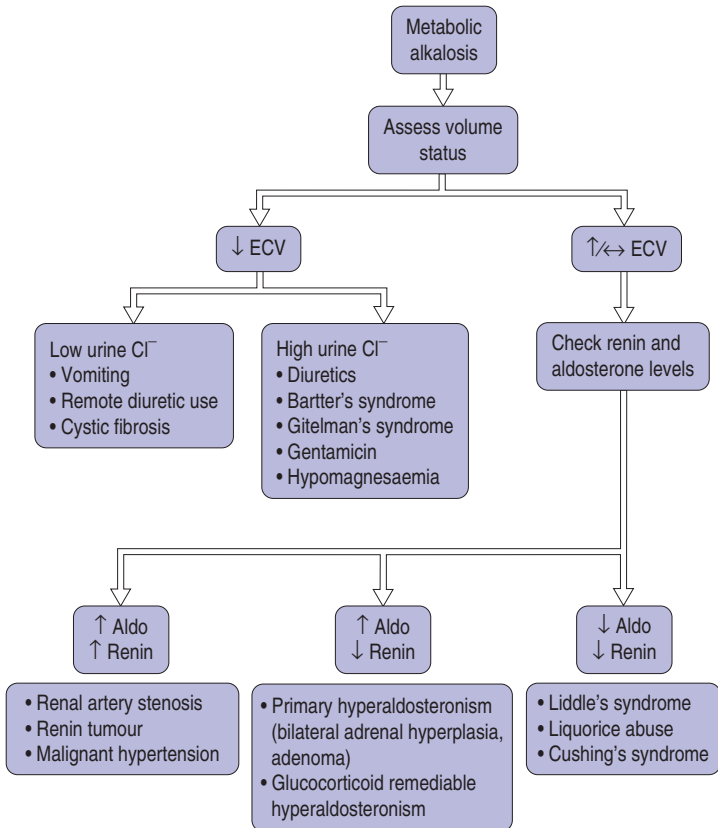 Metabolic
alkalosis
Assess volume
status
↓ ECV
↑/↔ ECV
Low urine Cl⁻
• Vomiting
• Remote diuretic use
• Cystic fibrosis
High urine Cl⁻
• Diuretics
• Bartter's syndrome
• Gitelman's syndrome
• Gentamicin
• Hypomagnesaemia
Check renin and
aldosterone levels
↑ Aldo
↑ Renin
↑ Aldo
↓ Renin
↓ Aldo
↓ Renin
• Renal artery stenosis
• Renin tumour
• Malignant hypertension
• Primary hyperaldosteronism
(bilateral adrenal hyperplasia,
adenoma)
• Glucocorticoid remediable
hyperaldosteronism
• Liddle's syndrome
• Liquorice abuse
• Cushing's syndrome